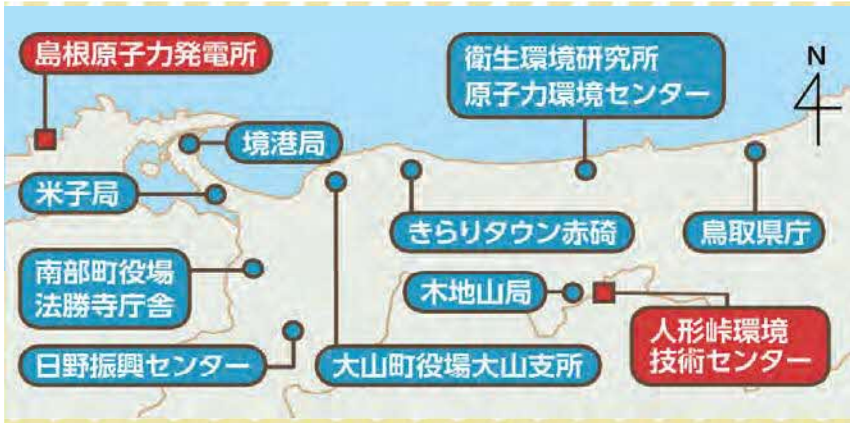 島根原子力発電所
衛生環境研究所
原子力環境センター
N
境港局
米子局
きらりタウン赤碕
鳥取県庁
南部町役場
法勝寺庁舎
木地山局
人形峠環境
技術センター
日野振興センター
大山町役場大山支所